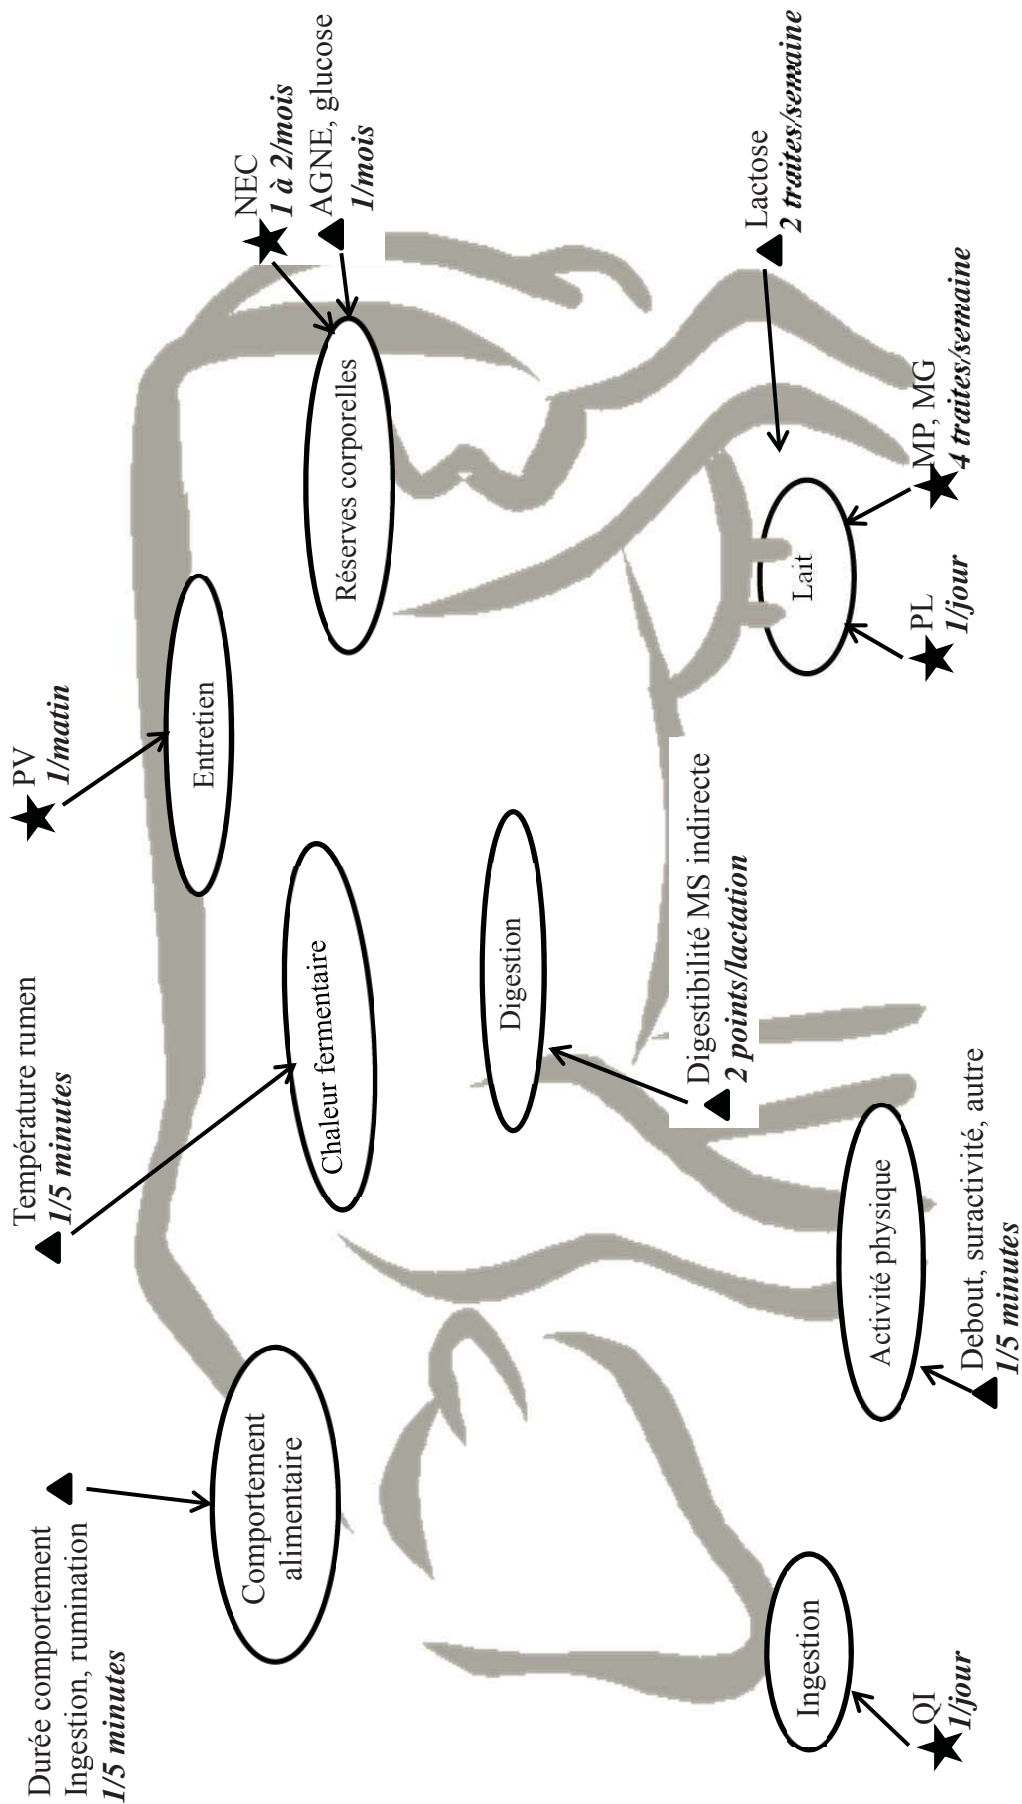 Durée comportement
Ingestion, rumination
1/5 minutes
Température rumen
1/5 minutes
PV
1/matin
NEC
1 à 2/mois
AGNE, glucose
1/mois
Comportement
alimentaire
Chaleur fermentaire
Entretien
Réserves corporelles
Digestion
Digestibilité MS indirecte
2 points/lactation
Lactose
2 traites/semaine
Ingestion
QI
1/jour
Activité physique
Debout, suractivité, autre
1/5 minutes
Lait
PL
1/jour
MP, MG
4 traites/semaine